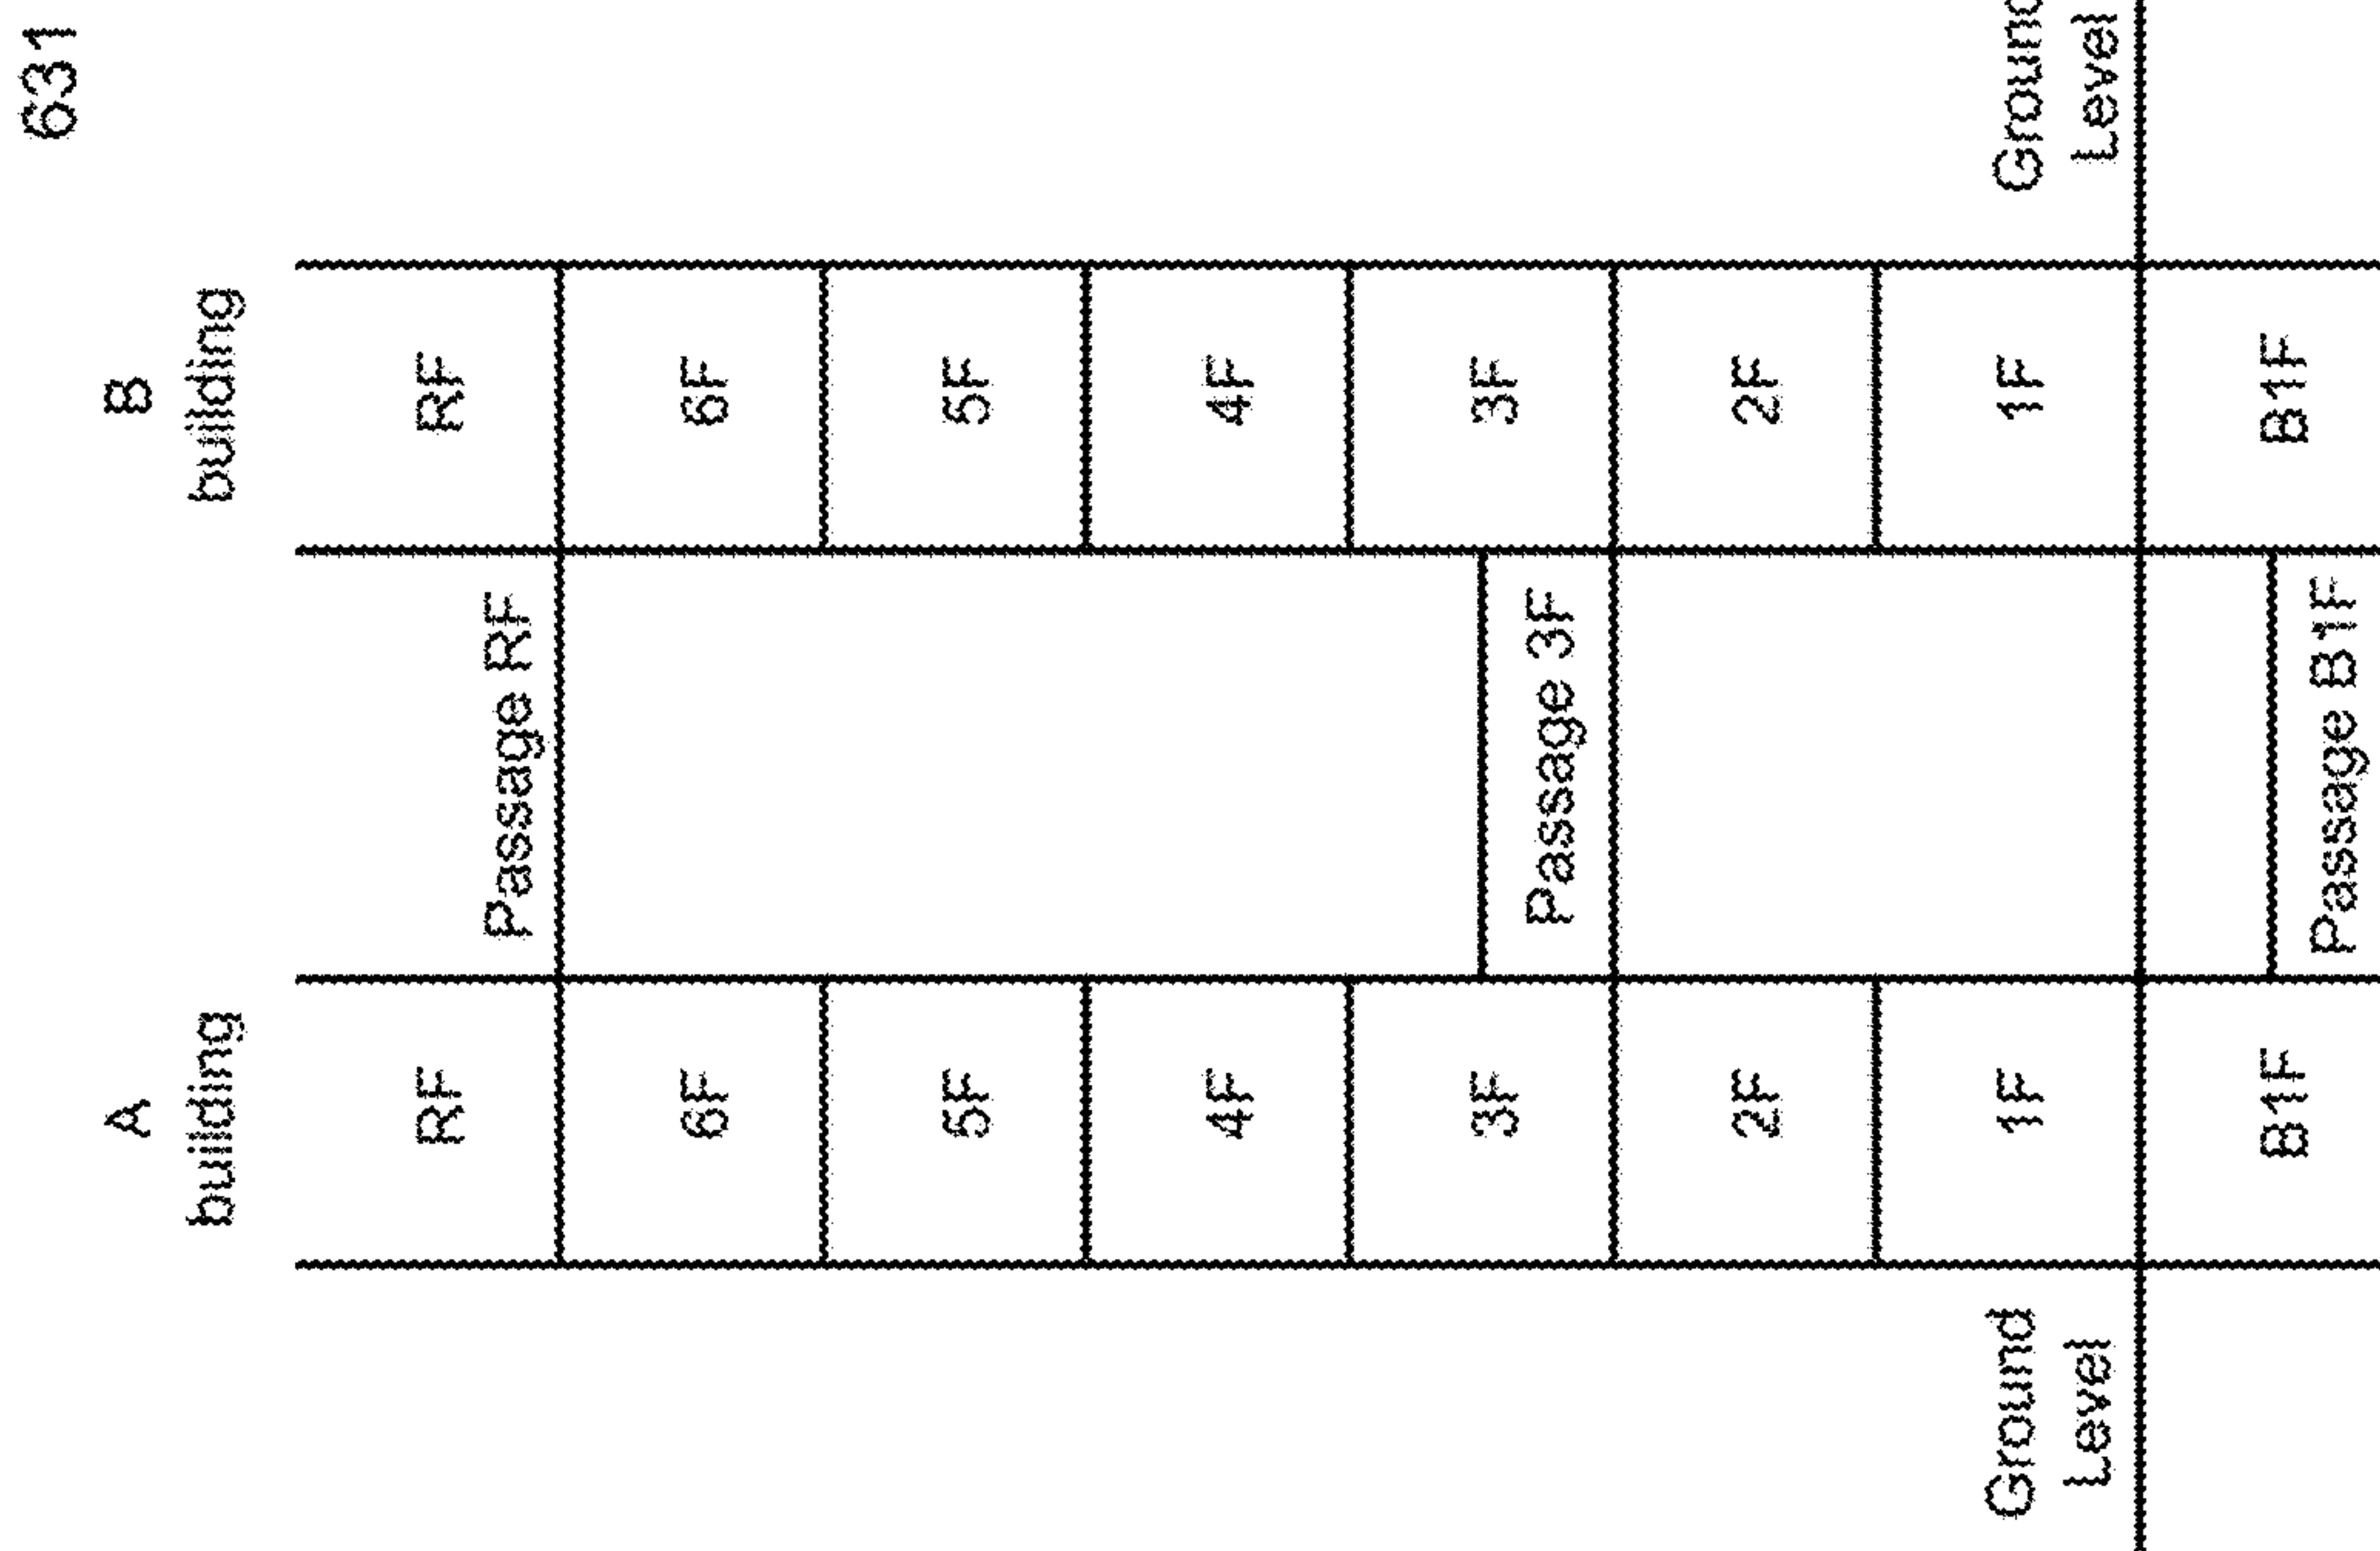 631
A
building
B
building
RF
RF
Passage RF
6F
6F
5F
5F
4F
4F
3F
3F
Passage 3F
2F
2F
Ground
Level
1F
1F
Ground
Level
B1F
B1F
Passage B1F